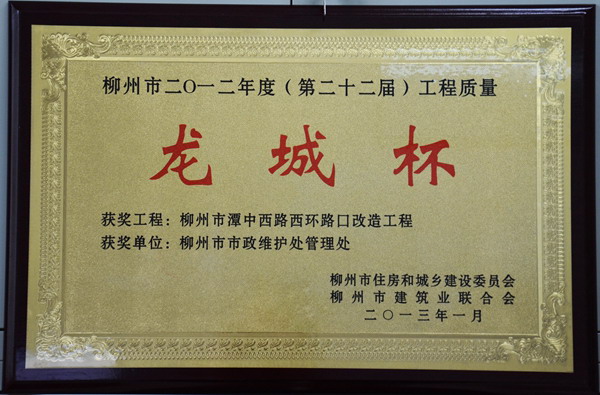 柳州市二〇一二年度（第二十二届）工程质量
龙城杯
获奖工程：柳州市潭中西路西环路口改造工程
获奖单位：柳州市市政维护处管理处
柳州市住房和城乡建设委员会
柳州市建筑业联合会
二〇一三年一月